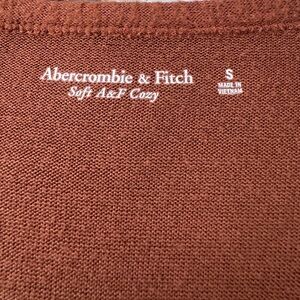 Abercrombie & Fitch
Soft A&F Cozy
S
MADE IN
VIETNAM